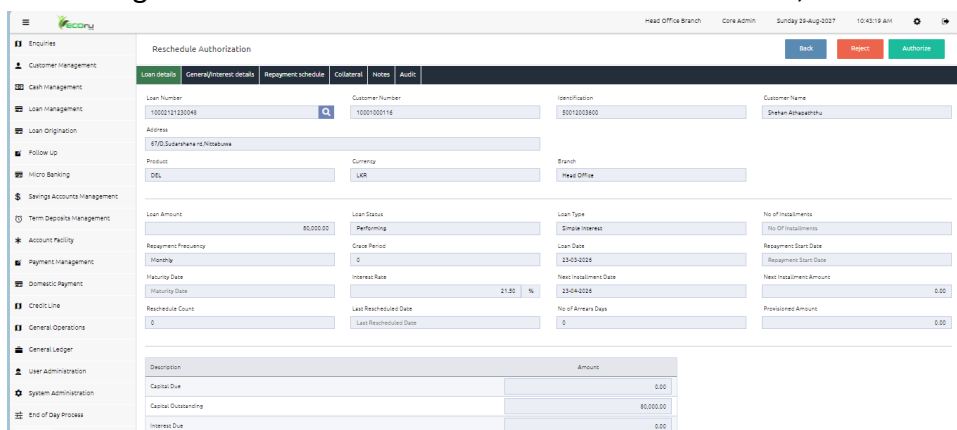 ECORY Head Office Branch Core Admin Sunday 29-Aug-2027 10:43:19 AM
Enquiries
Customer Management
Cash Management
Loan Management
Loan Origination
Follow Up
Micro Banking
Savings Accounts Management
Term Deposits Management
Account Facility
Payment Management
Domestic Payment
Credit Line
General Operations
General Ledger
User Administration
System Administration
End of Day Process
Reschedule Authorization Back Reject Authorize
Loan details General/Interest details Repayment schedule Collateral Notes Audit
Loan Number Customer Number Identification Customer Name
10002121230048 10001000116 50012003600 Shehan Athapaththu
Address
67/D,Sudarshana rd,Nittabuwa
Product Currency Branch
DEL LKR Head Office
Loan Amount Loan Status Loan Type No of Installments
80,000.00 Performing Simple Interest No Of Installments
Repayment Frequency Grace Period Loan Date Repayment Start Date
Monthly 0 23-03-2026 Repayment Start Date
Maturity Date Interest Rate Next Installment Date Next Installment Amount
Maturity Date 21.50 % 23-04-2026 0.00
Reschedule Count Last Rescheduled Date No of Arrears Days Provisioned Amount
0 Last Rescheduled Date 0 0.00
Description Amount
Capital Due 0.00
Capital Outstanding 80,000.00
Interest Due 0.00